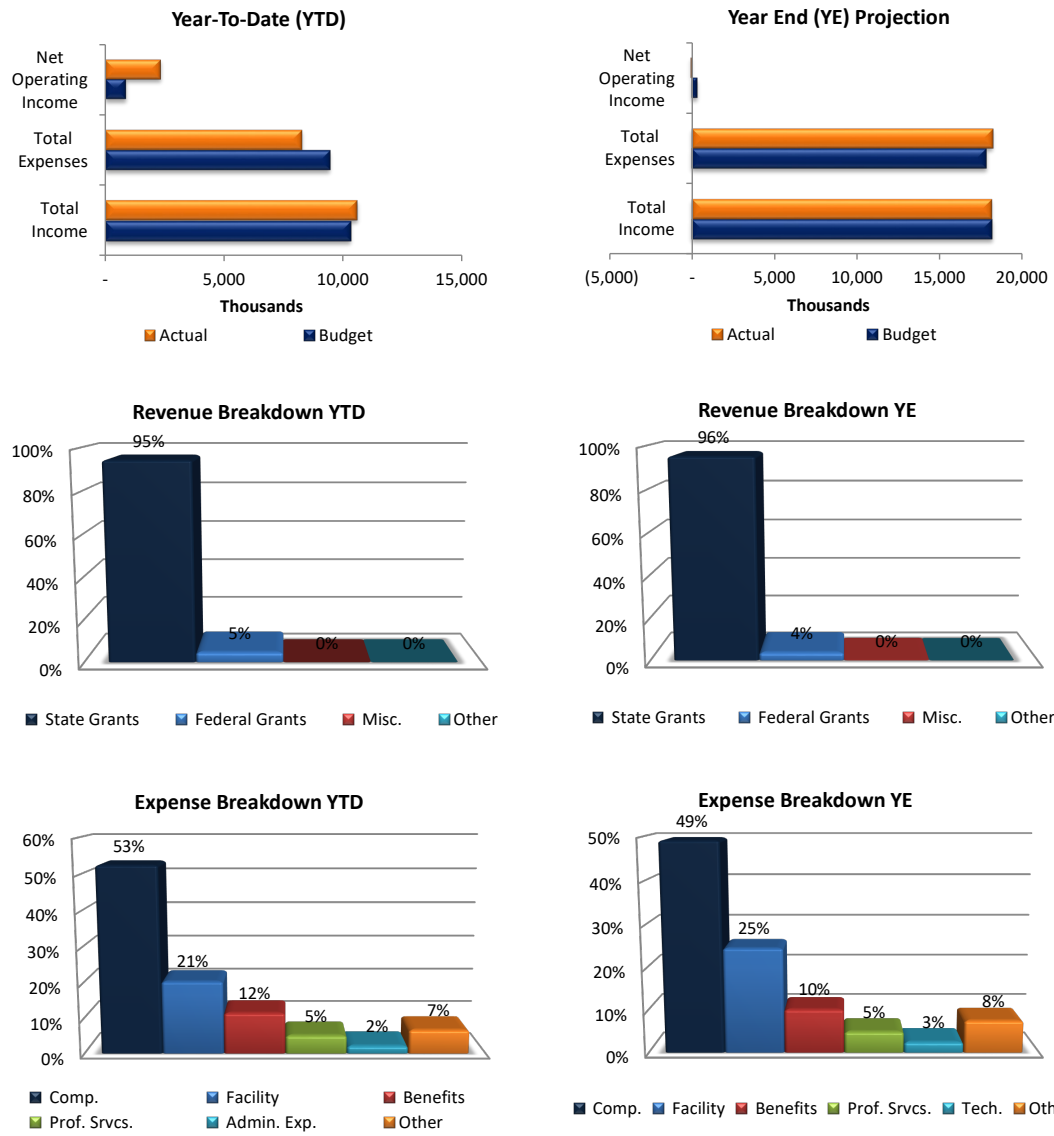 Year-To-Date (YTD)
Net
Operating
Income
Total
Expenses
Total
Income
-
5,000
10,000
15,000
Thousands
Actual
Budget
Year End (YE) Projection
Net
Operating
Income
Total
Expenses
Total
Income
(5,000)
-
5,000
10,000
15,000
20,000
Thousands
Actual
Budget
Revenue Breakdown YTD
100%
80%
60%
40%
20%
0%
95%
5%
0%
0%
State Grants
Federal Grants
Misc.
Other
Revenue Breakdown YE
100%
80%
60%
40%
20%
0%
96%
4%
0%
0%
State Grants
Federal Grants
Misc.
Other
Expense Breakdown YTD
60%
50%
40%
30%
20%
10%
0%
53%
21%
12%
5%
2%
7%
Comp.
Facility
Benefits
Prof. Srvcs.
Admin. Exp.
Other
Expense Breakdown YE
50%
40%
30%
20%
10%
0%
49%
25%
10%
5%
3%
8%
Comp.
Facility
Benefits
Prof. Srvcs.
Tech.
Oth